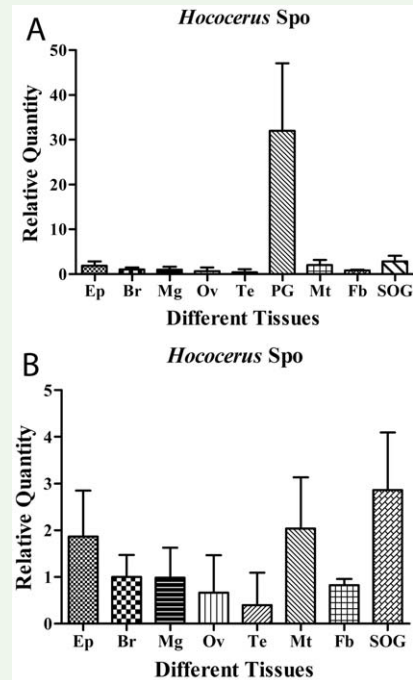 A
Hococerus Spo
Relative Quantity
50
40
30
20
10
0
Ep Br Mg Ov Te PG Mt Fb SOG
Different Tissues
B
Hococerus Spo
Relative Quantity
5
4
3
2
1
0
Ep Br Mg Ov Te Mt Fb SOG
Different Tissues